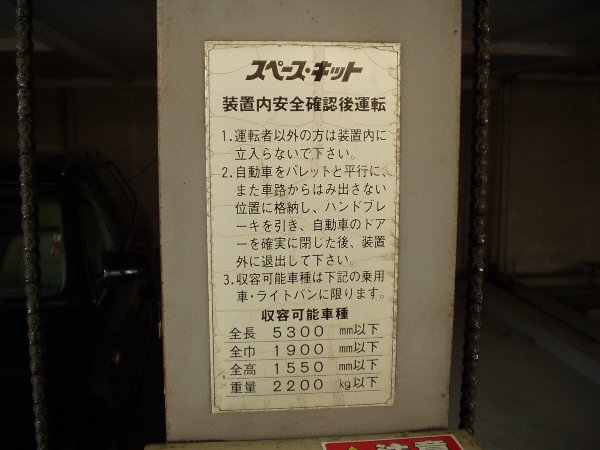 スペース・キット
装置内安全確認後運転
1.運転者以外の方は装置内に
立入らないで下さい。
2.自動車をパレットと平行に、
また車路からはみ出さない
位置に格納し、ハンドブレ
ーキを引き、自動車のドア
ーを確実に閉じた後、装置
外に退出して下さい。
3.収容可能車種は下記の乗用
車・ライトバンに限ります。
収容可能車種
全長 5300 mm以下
全巾 1900 mm以下
全高 1550 mm以下
重量 2200 kg以下
注意